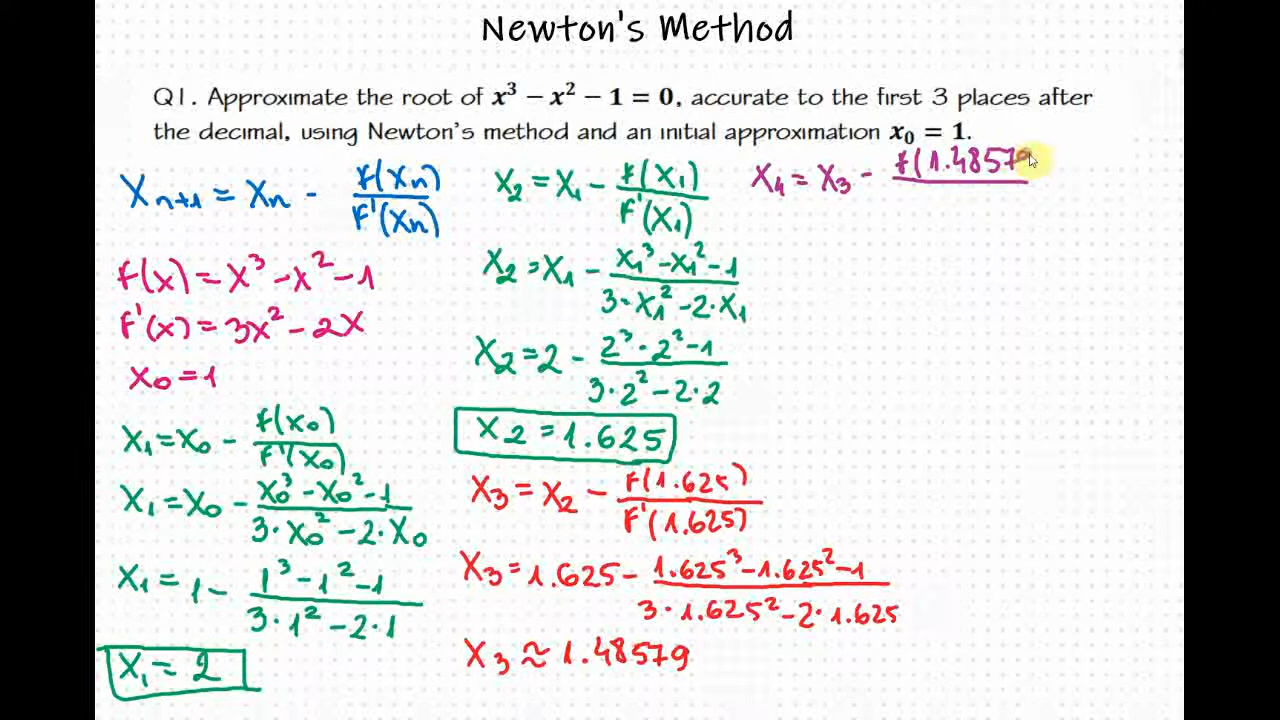 Newton's Method
Q1. Approximate the root of x³ − x² − 1 = 0, accurate to the first 3 places after
the decimal, using Newton's method and an initial approximation x₀ = 1.
Xₙ₊₁ = Xₙ - f(Xₙ) / F'(Xₙ)
f(x) = X³ - X² - 1
F'(x) = 3X² - 2X
X₀ = 1
X₁ = X₀ - f(X₀) / F'(X₀)
X₁ = X₀ - X₀³ - X₀² - 1 / 3·X₀² - 2·X₀
X₁ = 1 - 1³ - 1² - 1 / 3·1² - 2·1
X₁ = 2
X₂ = X₁ - f(X₁) / F'(X₁)
X₂ = X₁ - X₁³ - X₁² - 1 / 3·X₁² - 2·X₁
X₂ = 2 - 2³ - 2² - 1 / 3·2² - 2·2
X₂ = 1.625
X₃ = X₂ - F(1.625) / F'(1.625)
X₃ = 1.625 - 1.625³ - 1.625² - 1 / 3·1.625² - 2·1.625
X₃ ≈ 1.48579
X₄ = X₃ - f(1.48579